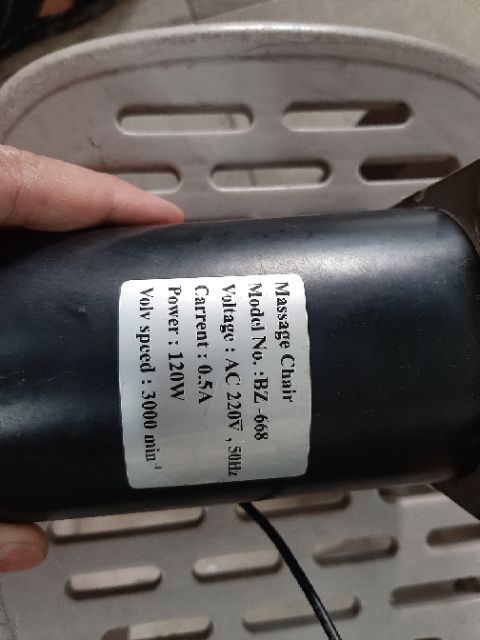 Massage Chair
Model No. :BZ-668
Voltage : AC 220V , 50Hz
Carrent : 0.5A
Power : 120W
Volv speed : 3000 min⁻¹